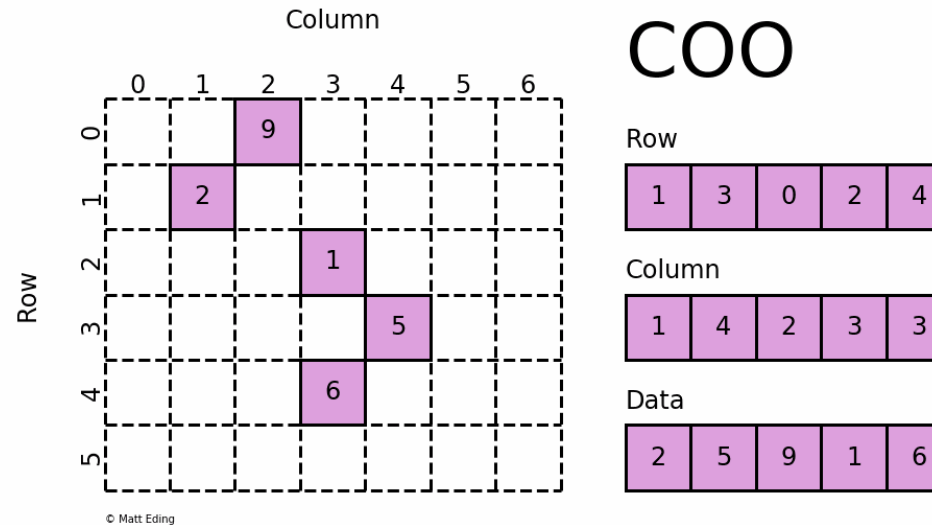 Column
COO
0 1 2 3 4 5 6
0 9
1 2
2 1
3 5
4 6
5
Row
Row
1 3 0 2 4
Column
1 4 2 3 3
Data
2 5 9 1 6
© Matt Eding